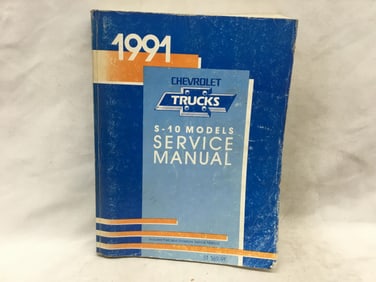 1991
CHEVROLET
TRUCKS
S-10 MODELS
SERVICE
MANUAL